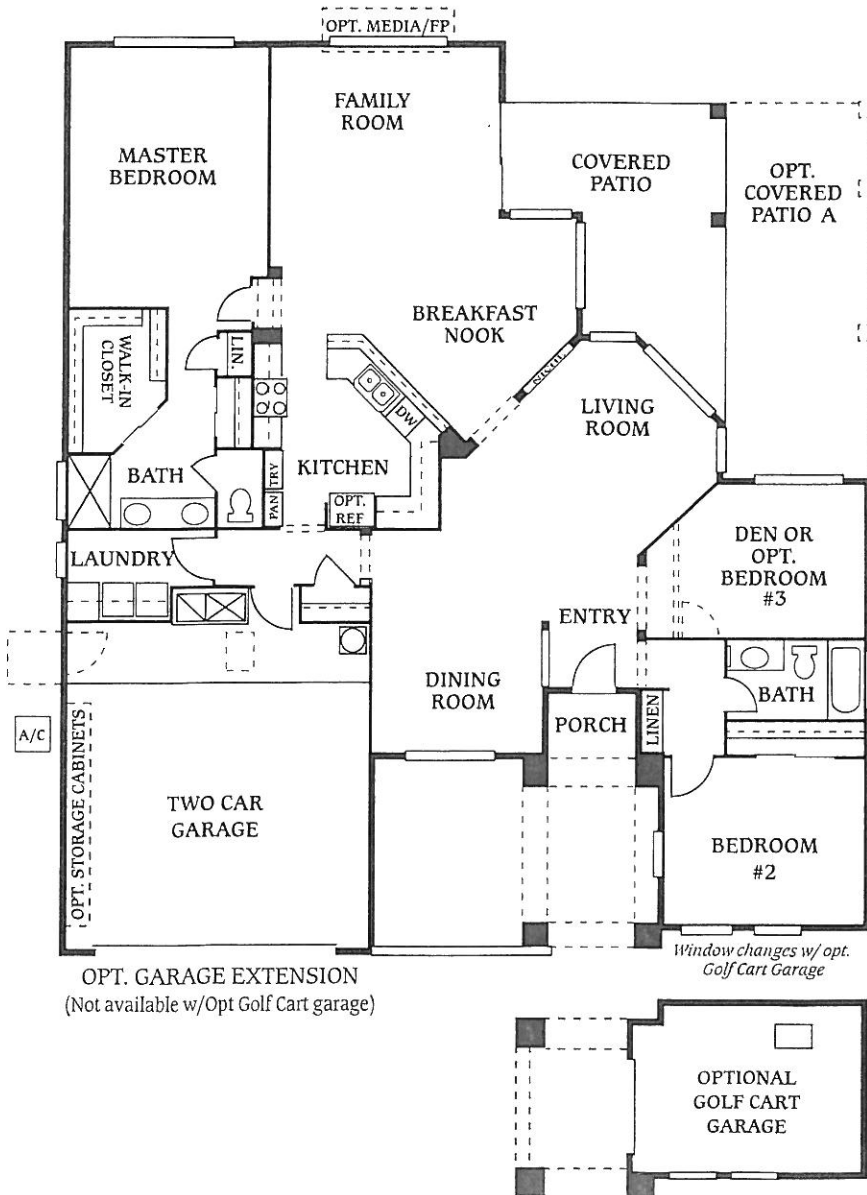 OPT. MEDIA/FP
FAMILY
ROOM
MASTER
BEDROOM
COVERED
PATIO
OPT.
COVERED
PATIO A
BREAKFAST
NOOK
WALK-IN
CLOSET
LIN.
NICHE
LIVING
ROOM
DW
BATH
KITCHEN
PAN TRY
OPT.
REF
LAUNDRY
DEN OR
OPT.
BEDROOM
#3
ENTRY
DINING
ROOM
BATH
PORCH
LINEN
A/C
OPT. STORAGE CABINETS
TWO CAR
GARAGE
BEDROOM
#2
OPT. GARAGE EXTENSION
(Not available w/Opt Golf Cart garage)
Window changes w/ opt.
Golf Cart Garage
OPTIONAL
GOLF CART
GARAGE